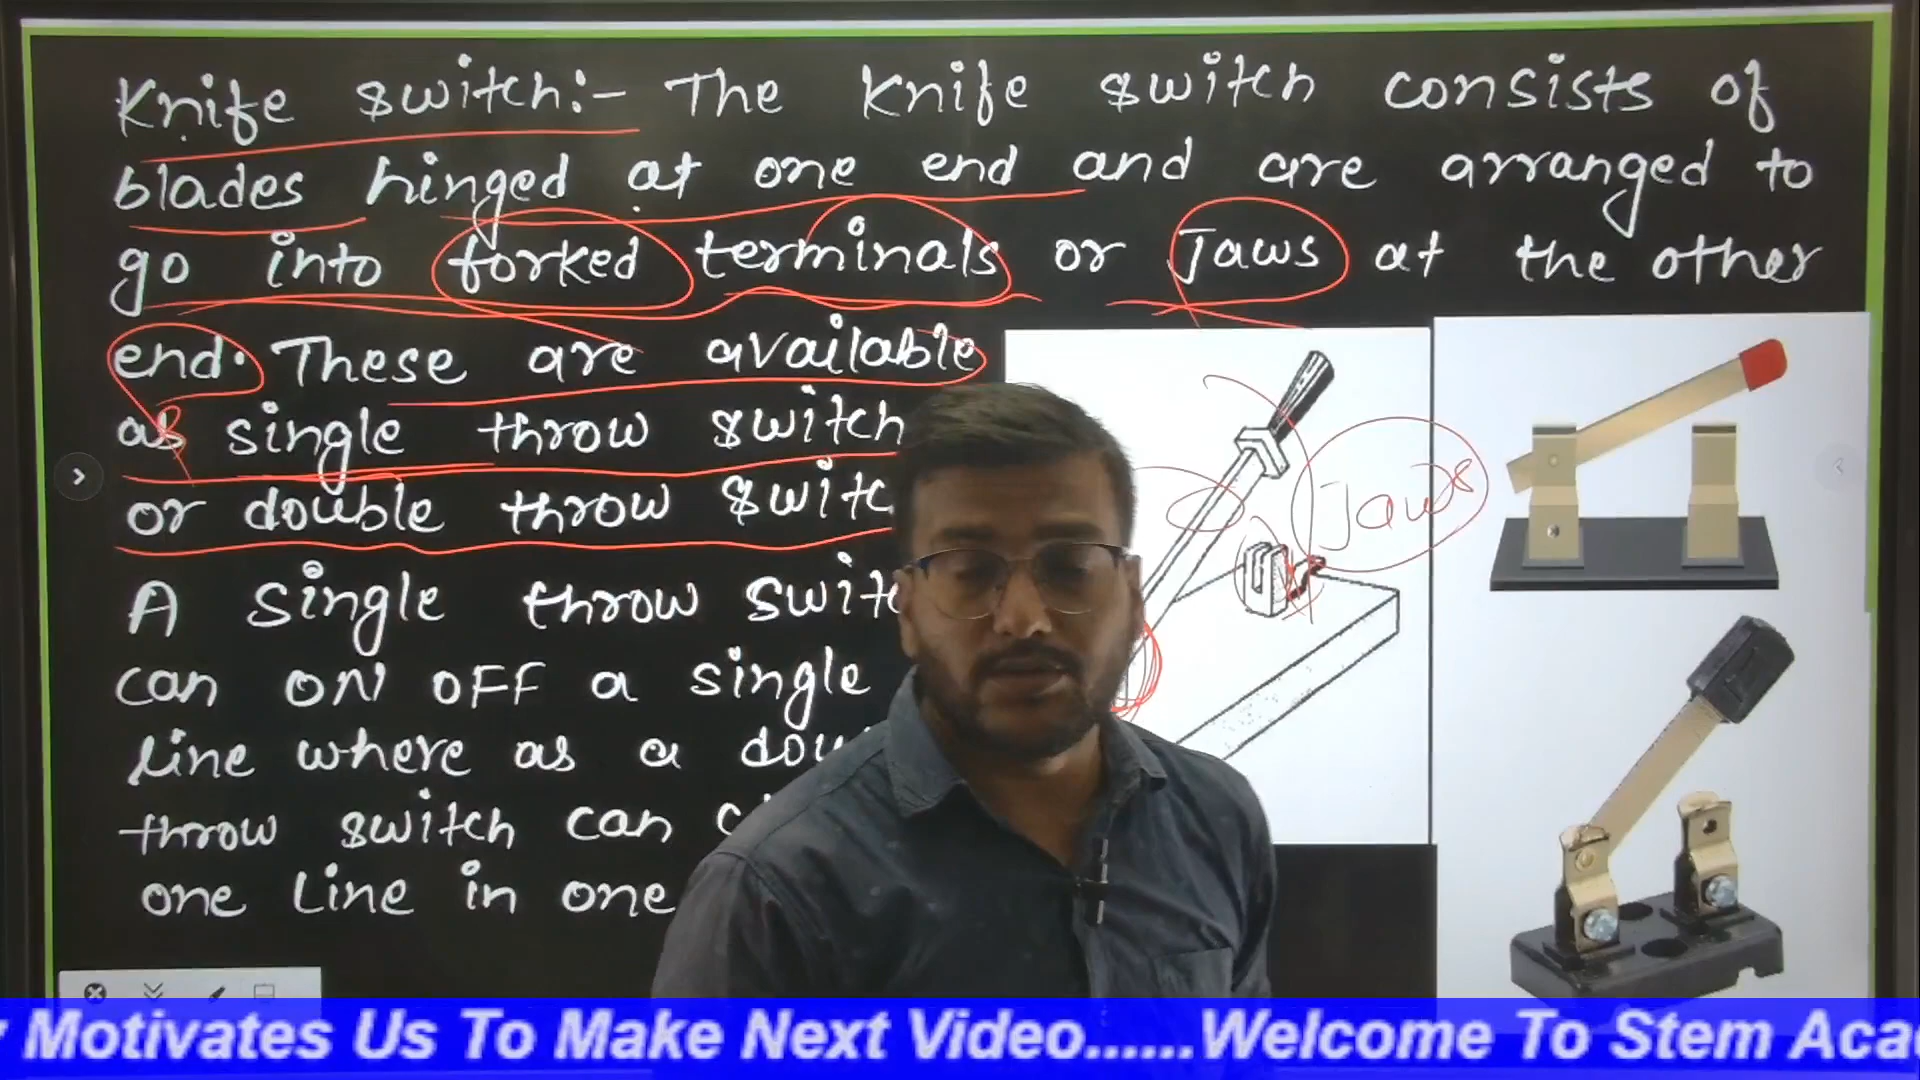 Knife switch:- The Knife switch consists of
blades hinged at one end and are arranged to
go into forked terminals or Jaws at the other
end. These are available
as single throw switch
or double throw switc
A single throw swit
can ON OFF a single
line where as a dou
throw switch can
one Line in one
Jaws
Motivates Us To Make Next Video......Welcome To Stem Aca